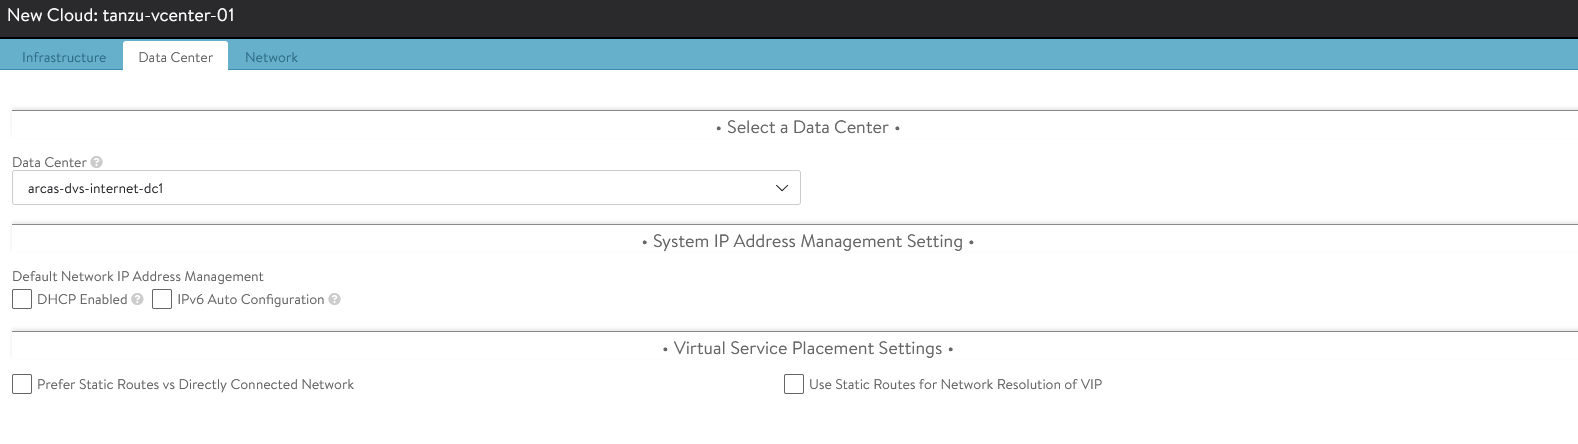 New Cloud: tanzu-vcenter-01
Infrastructure Data Center Network
• Select a Data Center •
Data Center ?
arcas-dvs-internet-dc1
• System IP Address Management Setting •
Default Network IP Address Management
DHCP Enabled ? IPv6 Auto Configuration ?
• Virtual Service Placement Settings •
Prefer Static Routes vs Directly Connected Network Use Static Routes for Network Resolution of VIP